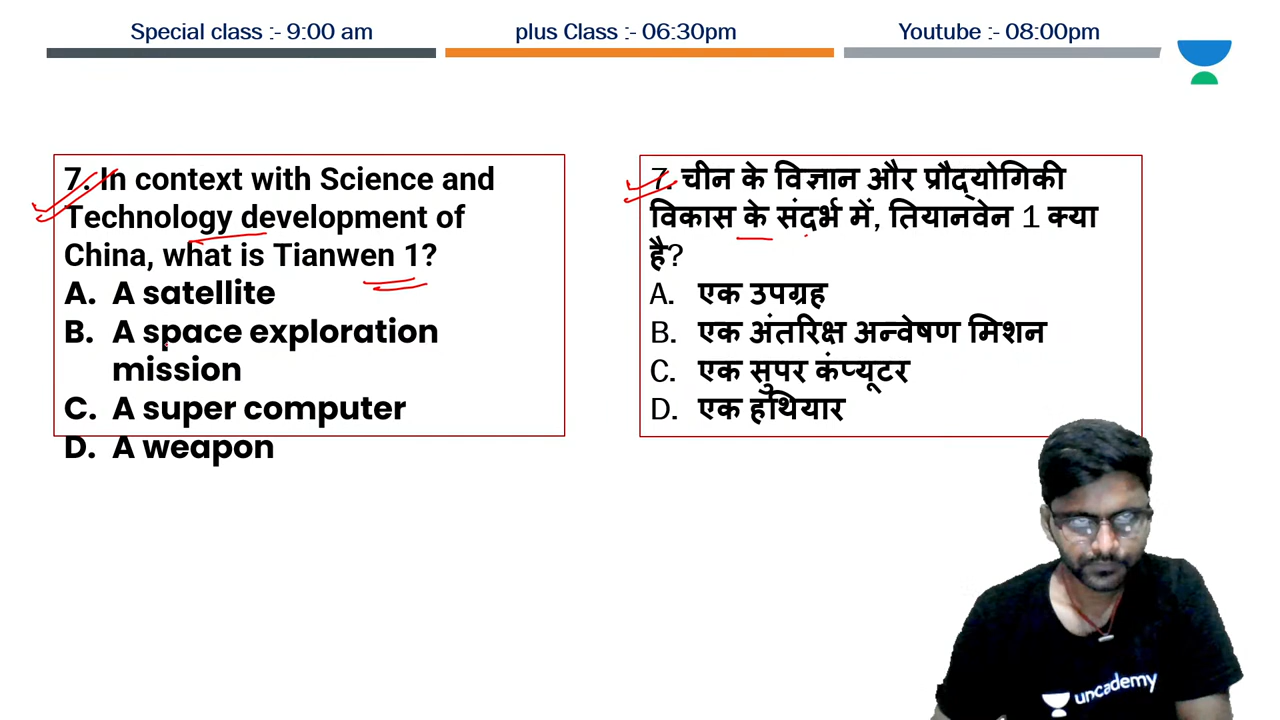 Special class :- 9:00 am
plus Class :- 06:30pm
Youtube :- 08:00pm
7. In context with Science and
Technology development of
China, what is Tianwen 1?
A. A satellite
B. A space exploration
mission
C. A super computer
D. A weapon
7. चीन के विज्ञान और प्रौद्योगिकी
विकास के संदर्भ में, तियानवेन 1 क्या
है?
A. एक उपग्रह
B. एक अंतरिक्ष अन्वेषण मिशन
C. एक सुपर कंप्यूटर
D. एक हथियार
unacademy